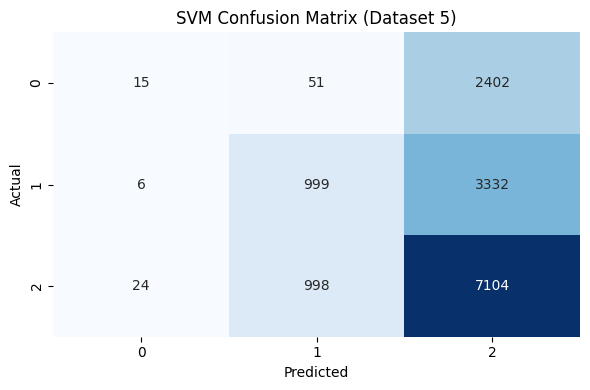 SVM Confusion Matrix (Dataset 5)
0 15 51 2402
1 6 999 3332
2 24 998 7104
Actual
0 1 2
Predicted